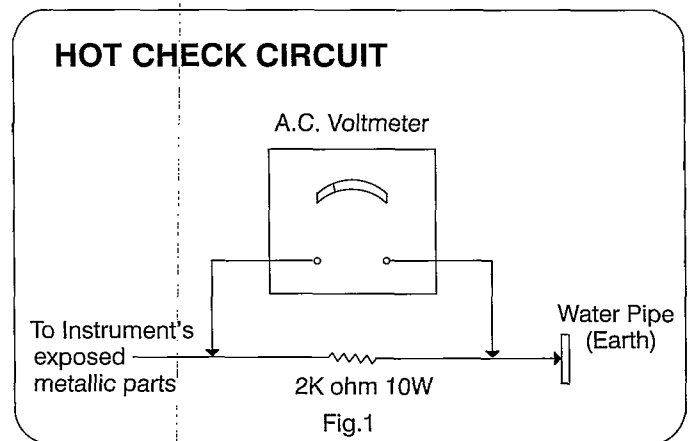 HOT CHECK CIRCUIT
A.C. Voltmeter
To Instrument's
exposed
metallic parts
Water Pipe
(Earth)
2K ohm 10W
Fig.1